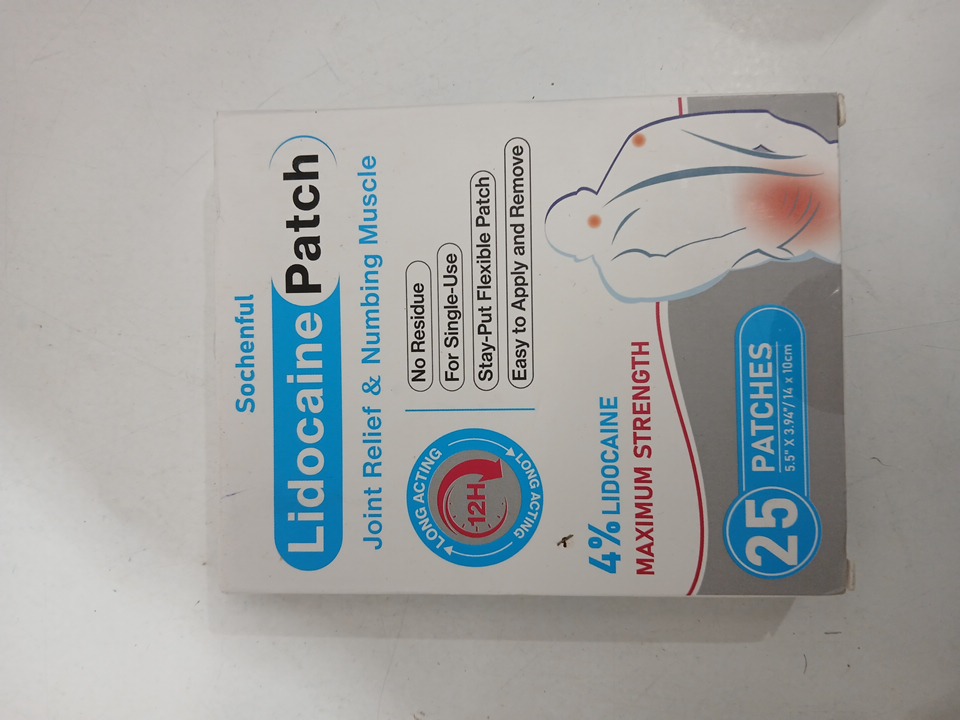 Sochenful
Lidocaine Patch
Joint Relief & Numbing Muscle
LONG ACTING
12H
LONG ACTING
No Residue
For Single-Use
Stay-Put Flexible Patch
Easy to Apply and Remove
4% LIDOCAINE
MAXIMUM STRENGTH
25 PATCHES
5.5" X 3.94"/ 14 x 10cm